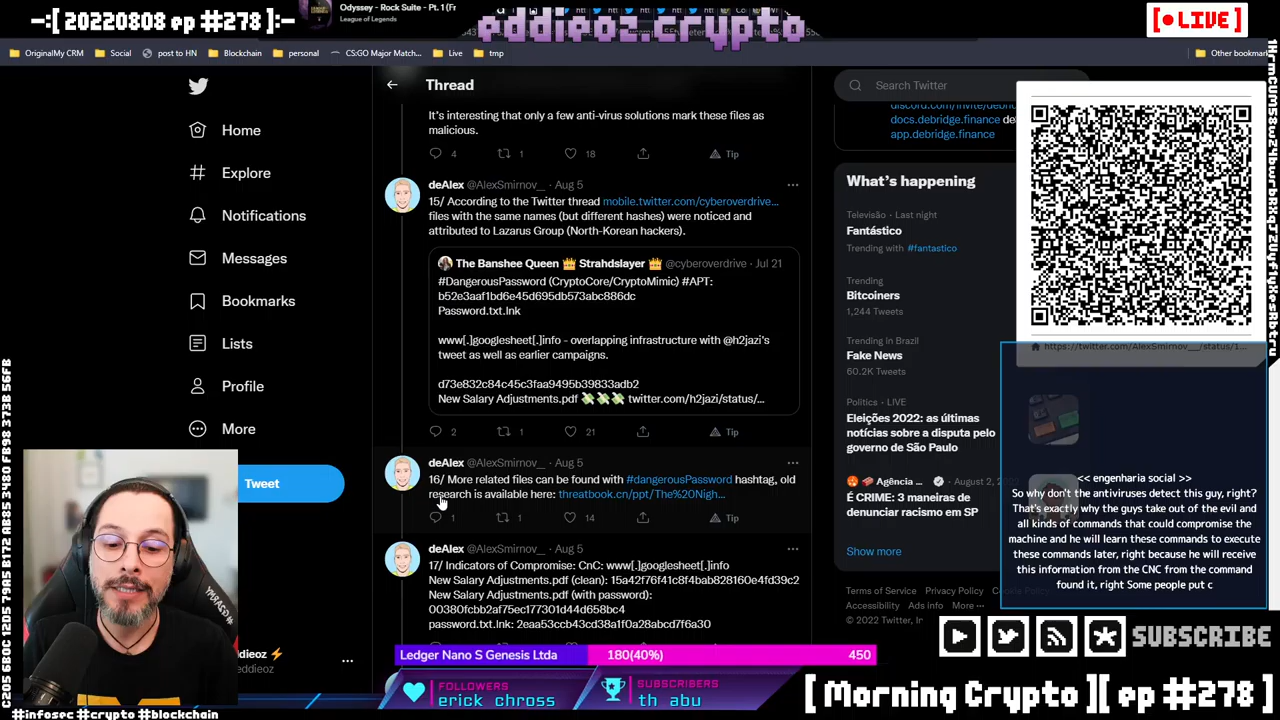 -:[ 20220808 ep #278 ]:-
Odyssey - Rock Suite - Pt. 1 (Fr
League of Legends
eddieoz.crypto
[ LIVE ]
OriginalMy CRM
Social
post to HN
Blockchain
personal
CS:GO Major Match...
Live
tmp
Other bookmar
Home
Explore
Notifications
Messages
Bookmarks
Lists
Profile
More
Tweet
Thread
It's interesting that only a few anti-virus solutions mark these files as
malicious.
4
1
18
Tip
deAlex @AlexSmirnov__ · Aug 5
15/ According to the Twitter thread mobile.twitter.com/cyberoverdrive...
files with the same names (but different hashes) were noticed and
attributed to Lazarus Group (North-Korean hackers).
The Banshee Queen 👑 Strahdslayer 👑 @cyberoverdrive · Jul 21
#DangerousPassword (CryptoCore/CryptoMimic) #APT:
b52e3aaf1bd6e45d695db573abc886dc
Password.txt.lnk
www[.]googlesheet[.]info - overlapping infrastructure with @h2jazi's
tweet as well as earlier campaigns.
d73e832c84c45c3faa9495b39833adb2
New Salary Adjustments.pdf 💸💸💸 twitter.com/h2jazi/status/...
2
1
21
Tip
deAlex @AlexSmirnov__ · Aug 5
16/ More related files can be found with #dangerousPassword hashtag, old
research is available here: threatbook.cn/ppt/The%20Nigh...
1
1
14
Tip
deAlex @AlexSmirnov__ · Aug 5
17/ Indicators of Compromise: CnC: www[.]googlesheet[.]info
New Salary Adjustments.pdf (clean): 15a42f76f41c8f4bab828160e4fd39c2
New Salary Adjustments.pdf (with password):
00380fcbb2af75ec177301d44d658bc4
password.txt.lnk: 2eaa53ccb43cd38a1f0a28abcd7f6a30
Search Twitter
docs.debridge.finance
app.debridge.finance
What's happening
Televisão · Last night
Fantástico
Trending with #fantastico
Trending
Bitcoiners
1,244 Tweets
Trending in Brazil
Fake News
60.2K Tweets
Politics · LIVE
Eleições 2022: as últimas
notícias sobre a disputa pelo
governo de São Paulo
Agência ...
August 2,
É CRIME: 3 maneiras de
denunciar racismo em SP
Show more
Terms of Service Privacy Policy Cookie Policy
Accessibility Ads info More ...
© 2022 Twitter, In
https://twitter.com/AlexSmirnov__/status/1...
<< engenharia social >>
So why don't the antiviruses detect this guy, right?
That's exactly why the guys take out of the evil and
all kinds of commands that could compromise the
machine and he will learn these commands to execute
these commands later, right because he will receive
this information from the CNC from the command
found it, right Some people put c
SUBSCRIBE
Ledger Nano S Genesis Ltda
180(40%)
450
FOLLOWERS
erick chross
SUBSCRIBERS
th abu
[ Morning Crypto ][ ep #278 ]
#infosec #crypto #blockchain